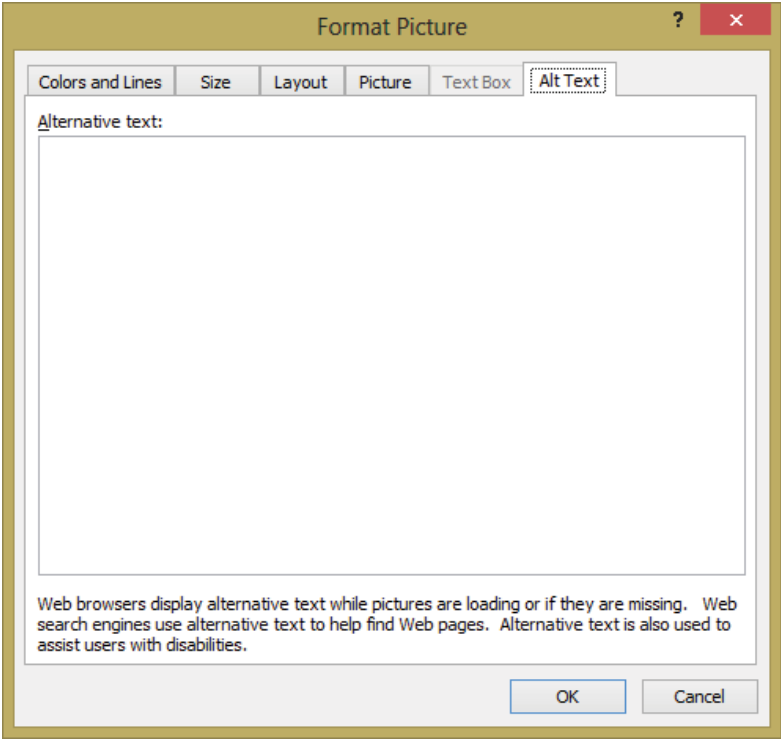 Format Picture ?
Colors and Lines Size Layout Picture Text Box Alt Text
Alternative text:
Web browsers display alternative text while pictures are loading or if they are missing.   Web
search engines use alternative text to help find Web pages.  Alternative text is also used to
assist users with disabilities.
OK Cancel